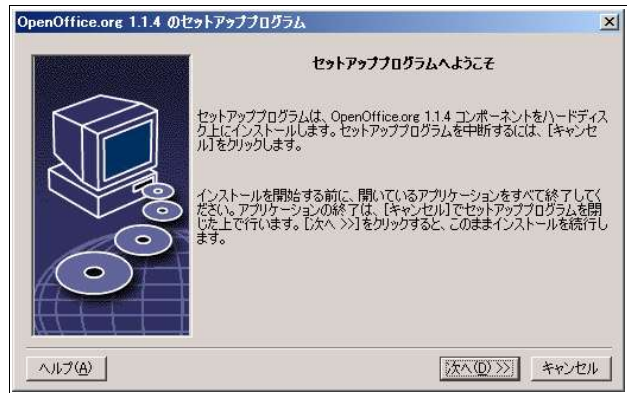 OpenOffice.org 1.1.4 のセットアッププログラム
セットアッププログラムへようこそ
セットアッププログラムは、OpenOffice.org 1.1.4 コンポーネントをハードディス
ク上にインストールします。セットアッププログラムを中断するには、[キャンセ
ル]をクリックします。
インストールを開始する前に、開いているアプリケーションをすべて終了してく
ださい。アプリケーションの終了は、[キャンセル]でセットアッププログラムを閉
じた上で行います。[次へ >>]をクリックすると、このままインストールを続行し
ます。
ヘルプ(A)
次へ(D) >>
キャンセル